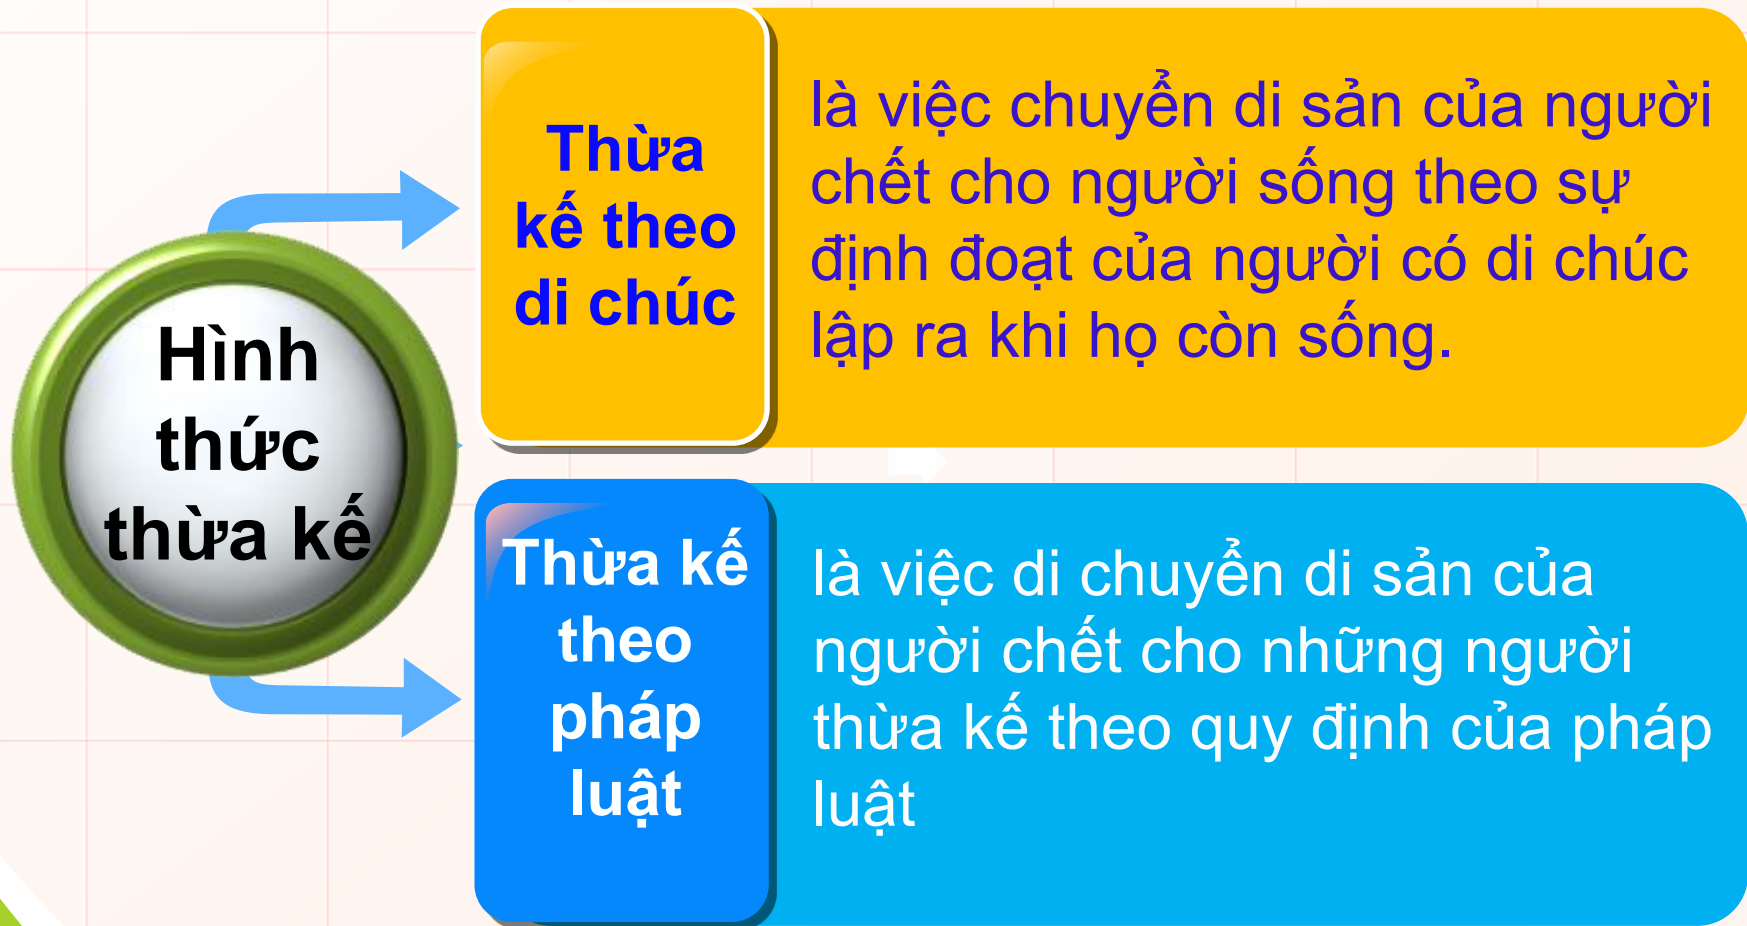 Hình
thức
thừa kế
Thừa
kế theo
di chúc
là việc chuyển di sản của người
chết cho người sống theo sự
định đoạt của người có di chúc
lập ra khi họ còn sống.
Thừa kế
theo
pháp
luật
là việc di chuyển di sản của
người chết cho những người
thừa kế theo quy định của pháp
luật